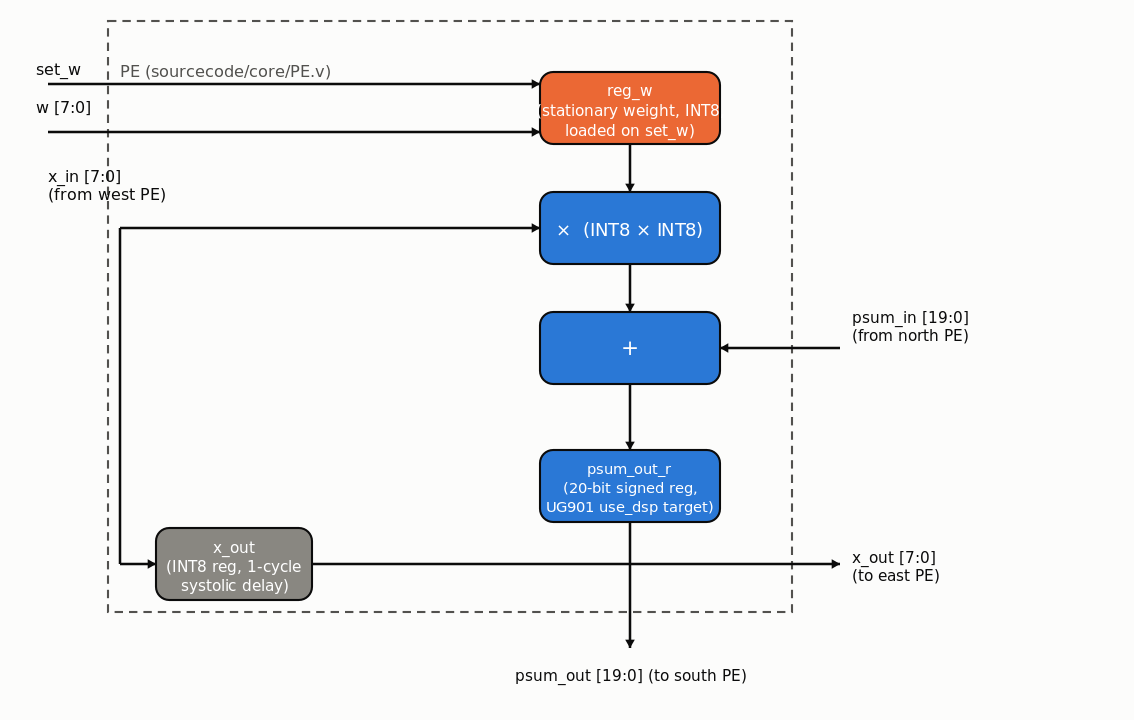 set_w
PE (sourcecode/core/PE.v)
w [7:0]
reg_w
(stationary weight, INT8
loaded on set_w)
x_in [7:0]
(from west PE)
× (INT8 × INT8)
psum_in [19:0]
(from north PE)
+
psum_out_r
(20-bit signed reg,
UG901 use_dsp target)
x_out
(INT8 reg, 1-cycle
systolic delay)
x_out [7:0]
(to east PE)
psum_out [19:0] (to south PE)